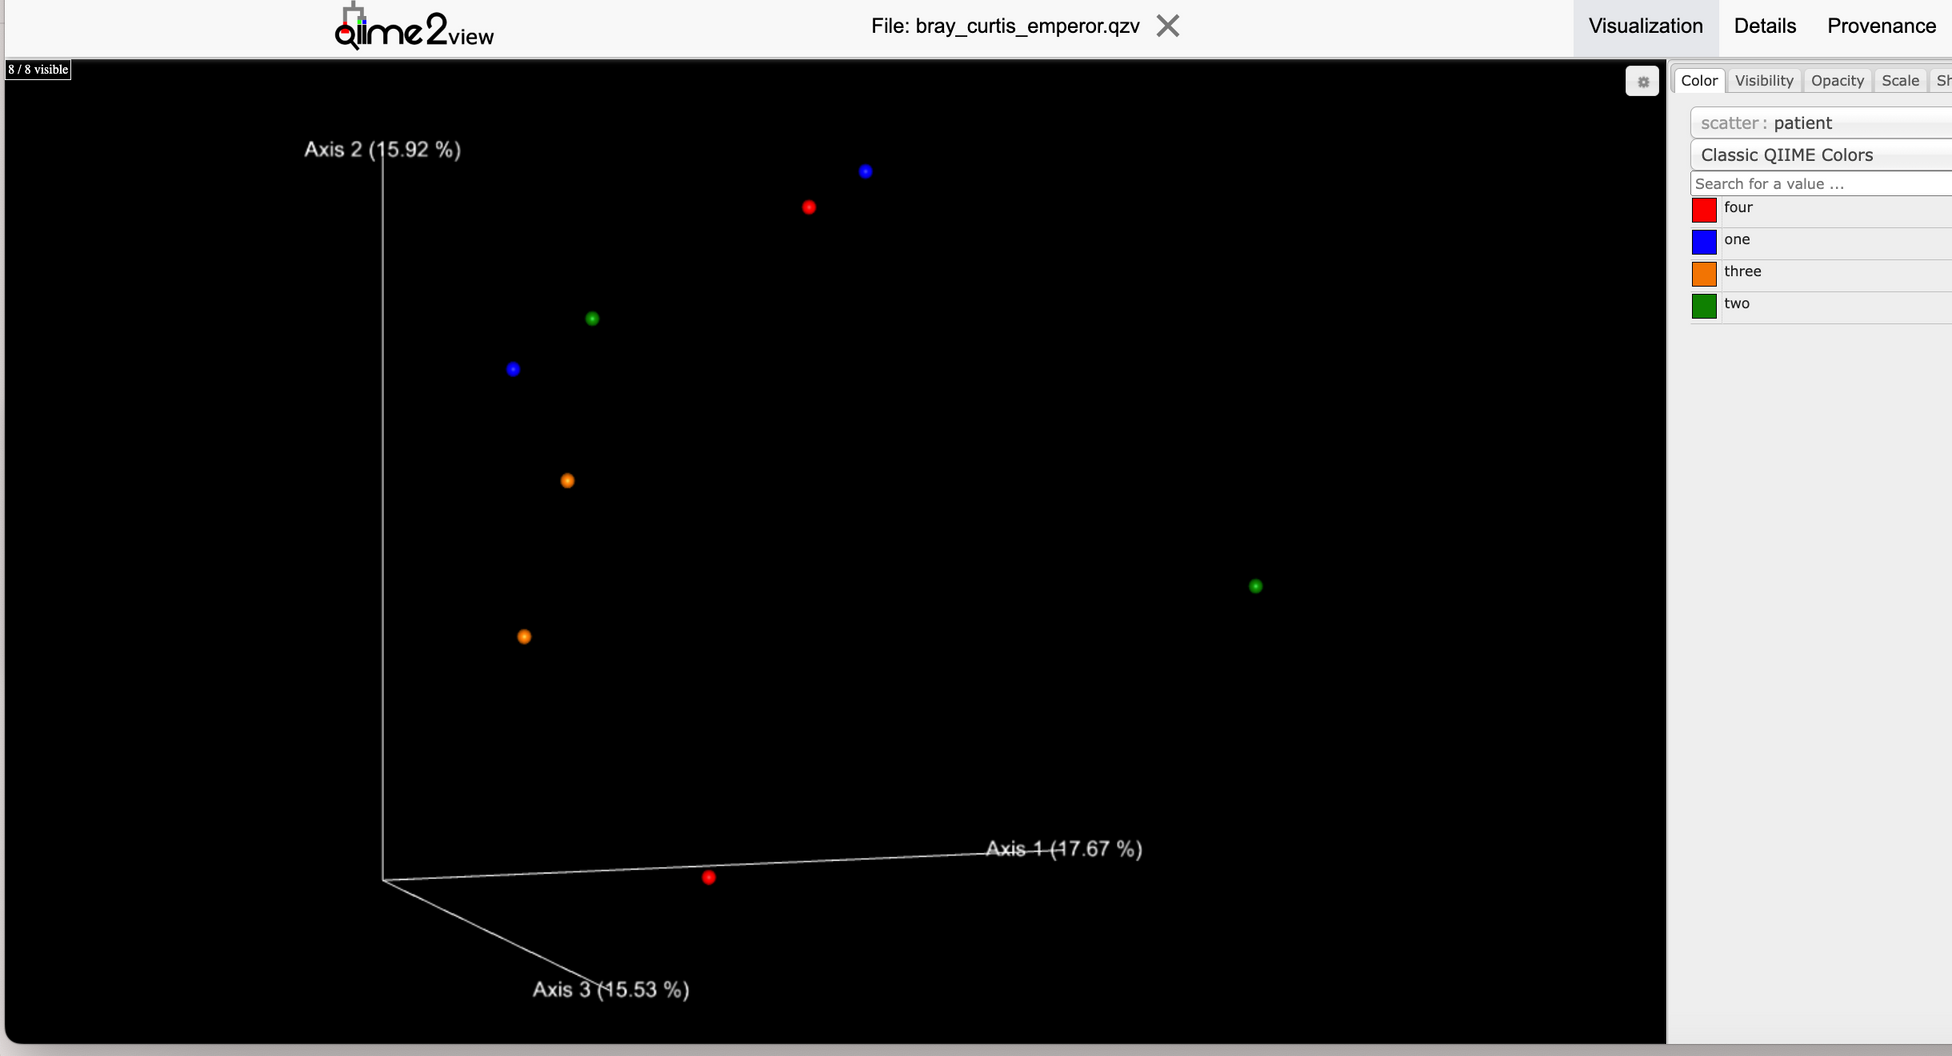 qiime2view
File: bray_curtis_emperor.qzv
Visualization Details Provenance
8 / 8 visible
Color Visibility Opacity Scale Sh
Axis 2 (15.92 %)
scatter: patient
Classic QIIME Colors
Search for a value ...
four
one
three
two
Axis 1 (17.67 %)
Axis 3 (15.53 %)